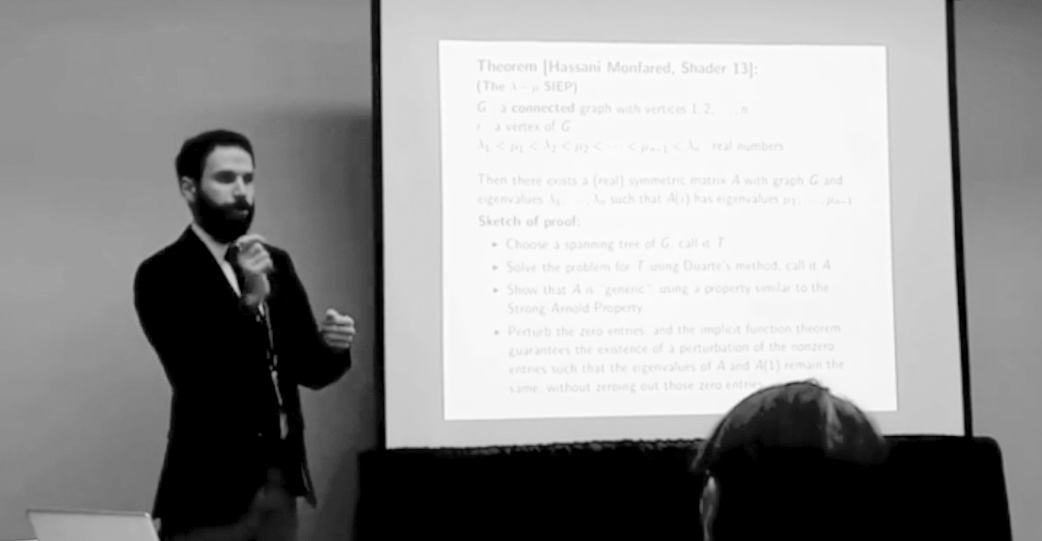 Theorem [Hassani Monfared, Shader 13]:
(The λ – μ SIEP)
G a connected graph with vertices 1, 2, ..., n
i a vertex of G
λ₁ < μ₁ < λ₂ < μ₂ < ⋯ < μₙ₋₁ < λₙ real numbers
Then there exists a (real) symmetric matrix A with graph G and
eigenvalues λ₁, ..., λₙ such that A(i) has eigenvalues μ₁, ..., μₙ₋₁
Sketch of proof:
▸ Choose a spanning tree of G, call it T
▸ Solve the problem for T using Duarte's method, call it A
▸ Show that A is "generic" using a property similar to the
Strong Arnold Property
▸ Perturb the zero entries, and the implicit function theorem
guarantees the existence of a perturbation of the nonzero
entries such that the eigenvalues of A and A(1) remain the
same, without zeroing out those zero entries